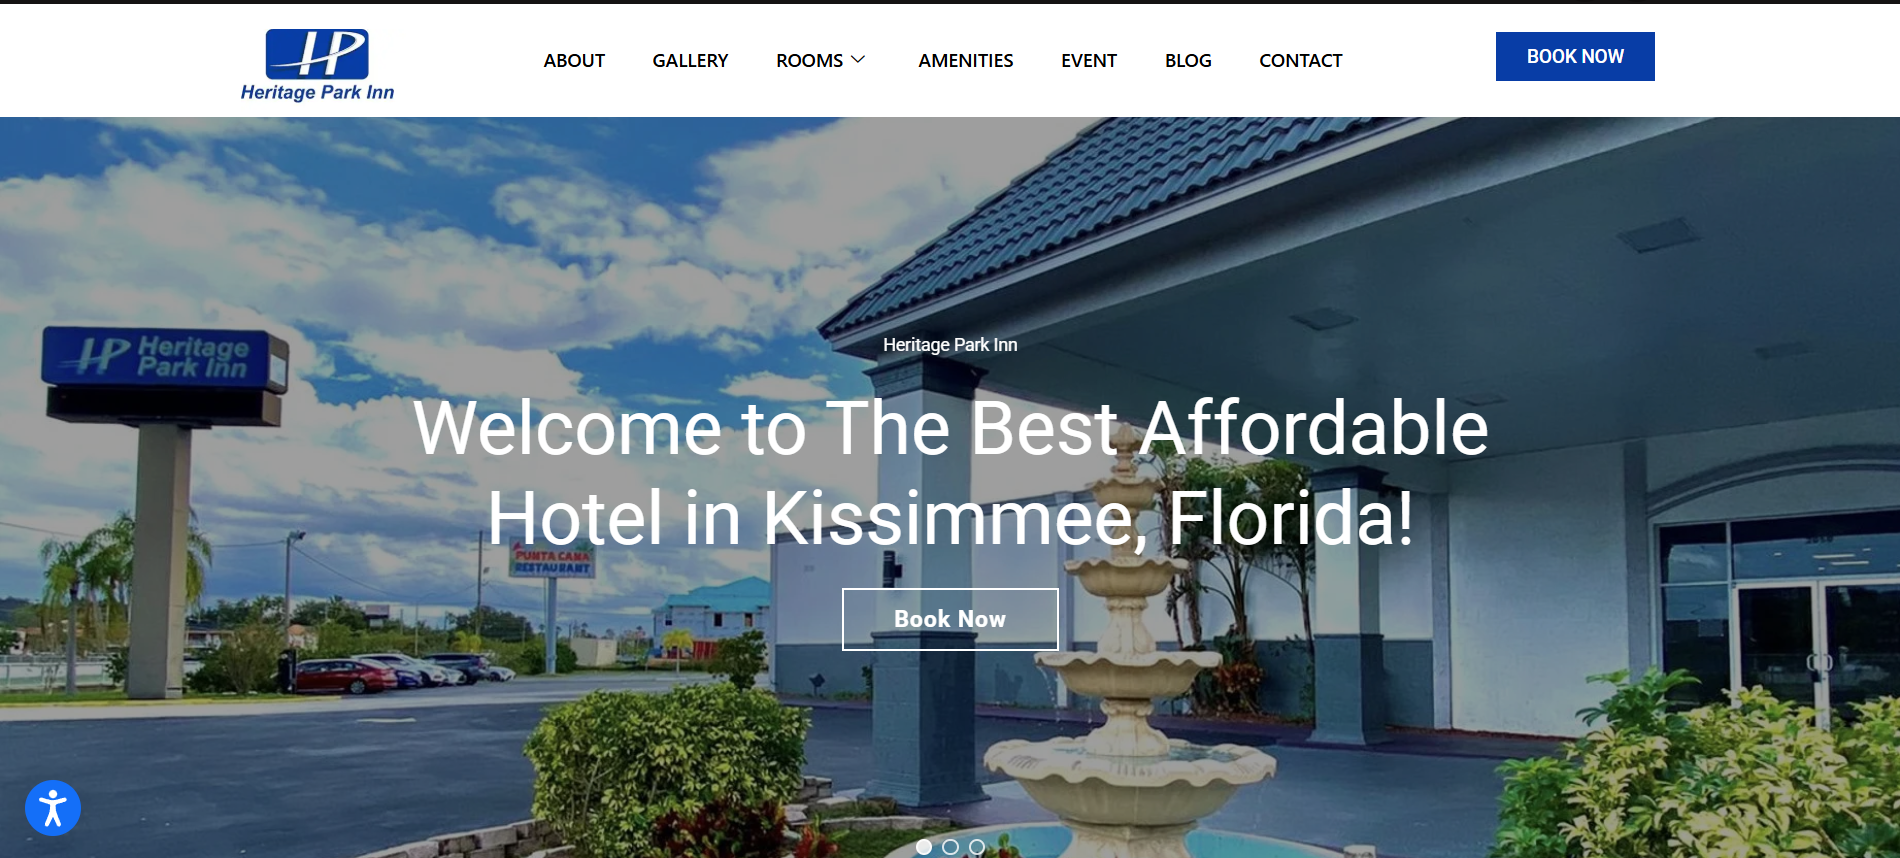 HP
Heritage Park Inn
ABOUT
GALLERY
ROOMS
AMENITIES
EVENT
BLOG
CONTACT
BOOK NOW
HP Heritage
Park Inn
Heritage Park Inn
Welcome to The Best Affordable
Hotel in Kissimmee, Florida!
PUNTA CANA
RESTAURANT
Book Now